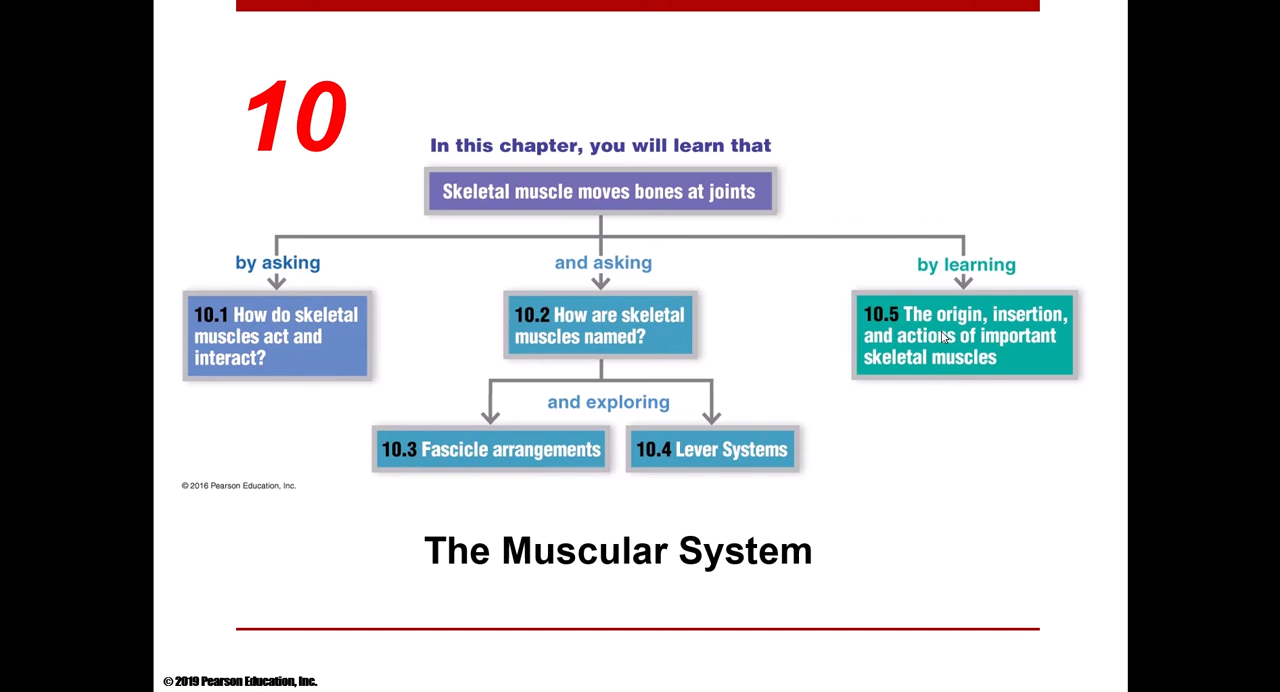 10
In this chapter, you will learn that
Skeletal muscle moves bones at joints
by asking
and asking
by learning
10.1 How do skeletal
muscles act and
interact?
10.2 How are skeletal
muscles named?
10.5 The origin, insertion,
and actions of important
skeletal muscles
and exploring
10.3 Fascicle arrangements
10.4 Lever Systems
© 2016 Pearson Education, Inc.
The Muscular System
© 2019 Pearson Education, Inc.